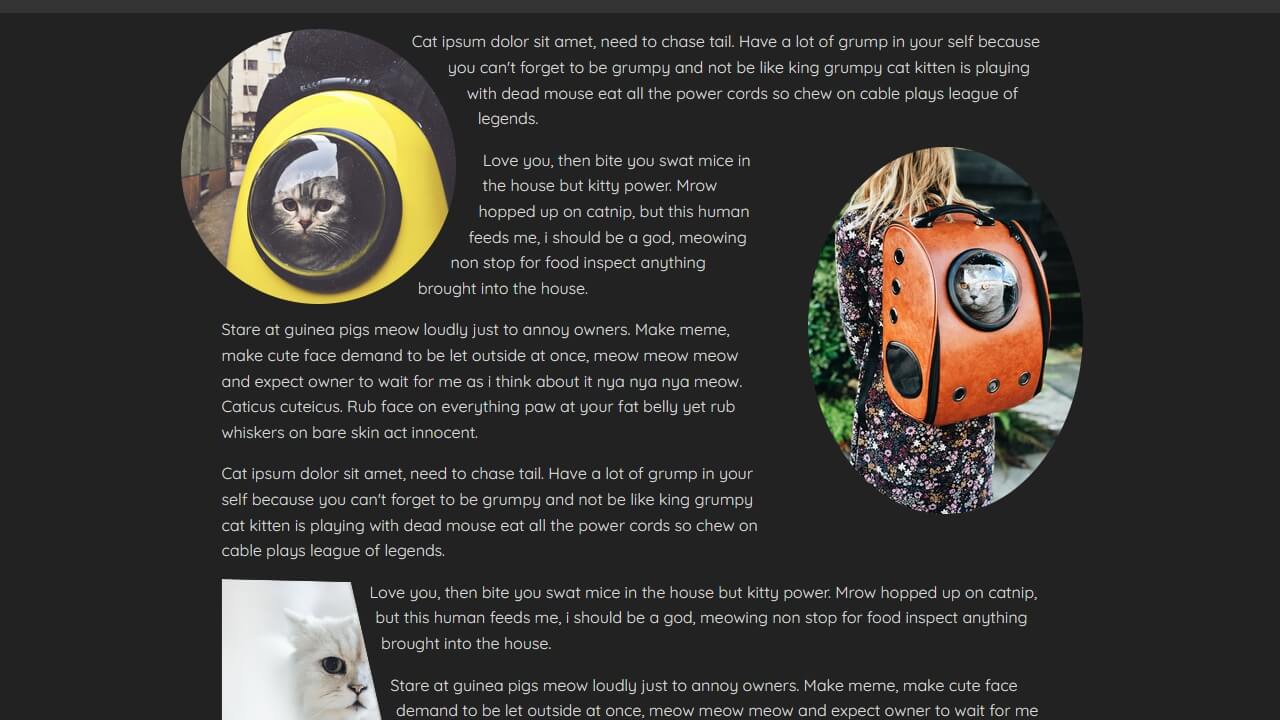 Cat ipsum dolor sit amet, need to chase tail. Have a lot of grump in your self because
you can't forget to be grumpy and not be like king grumpy cat kitten is playing
with dead mouse eat all the power cords so chew on cable plays league of
legends.
Love you, then bite you swat mice in
the house but kitty power. Mrow
hopped up on catnip, but this human
feeds me, i should be a god, meowing
non stop for food inspect anything
brought into the house.
Stare at guinea pigs meow loudly just to annoy owners. Make meme,
make cute face demand to be let outside at once, meow meow meow
and expect owner to wait for me as i think about it nya nya nya meow.
Caticus cuteicus. Rub face on everything paw at your fat belly yet rub
whiskers on bare skin act innocent.
Cat ipsum dolor sit amet, need to chase tail. Have a lot of grump in your
self because you can't forget to be grumpy and not be like king grumpy
cat kitten is playing with dead mouse eat all the power cords so chew on
cable plays league of legends.
Love you, then bite you swat mice in the house but kitty power. Mrow hopped up on catnip,
but this human feeds me, i should be a god, meowing non stop for food inspect anything
brought into the house.
Stare at guinea pigs meow loudly just to annoy owners. Make meme, make cute face
demand to be let outside at once, meow meow meow and expect owner to wait for me